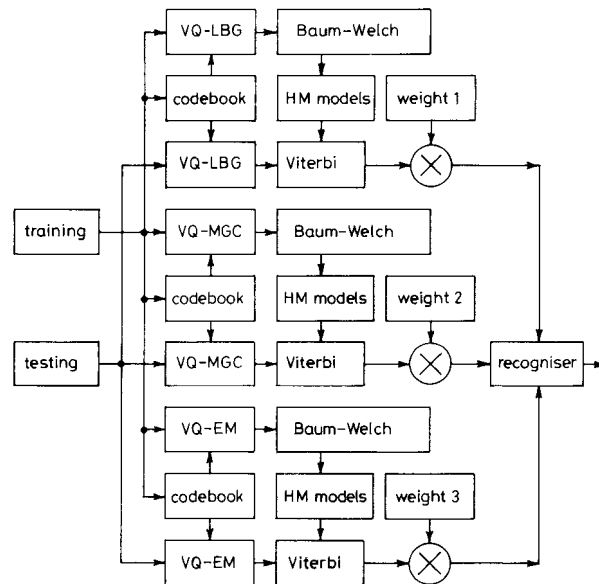 VQ-LBG
Baum-Welch
codebook
HM models
weight 1
VQ-LBG
Viterbi
training
VQ-MGC
Baum-Welch
codebook
HM models
weight 2
testing
VQ-MGC
Viterbi
recogniser
VQ-EM
Baum-Welch
codebook
HM models
weight 3
VQ-EM
Viterbi